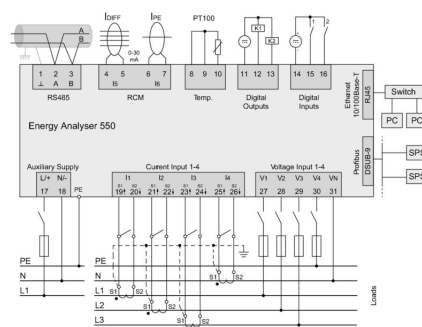 IDIFF IPE PT100
A
B
0-30 mA
K1
K2
1 2
1 2 3 4 5 6 7 8 9 10 11 12 13 14 15 16
⊥ A B I5 I6
RS485 RCM Temp. Digital Outputs Digital Inputs
Ethernet 10/100Base-T
RJ45
Switch
PC PC
Energy Analyser 550
Profibus
DSUB-9
SPS
SPS
Auxiliary Supply Current Input 1-4 Voltage Input 1-4
L/+ N/- I1 I2 I3 I4 V1 V2 V3 V4 VN
S1 S2 S1 S2 S1 S2 S1 S2
17 18 PE 19 20 21 22 23 24 25 26 27 28 29 30 31
PE
N
S1 S2
L1 L1
S1 S2
L2
S1 S2
L3
S1 S2
Loads
PE
N